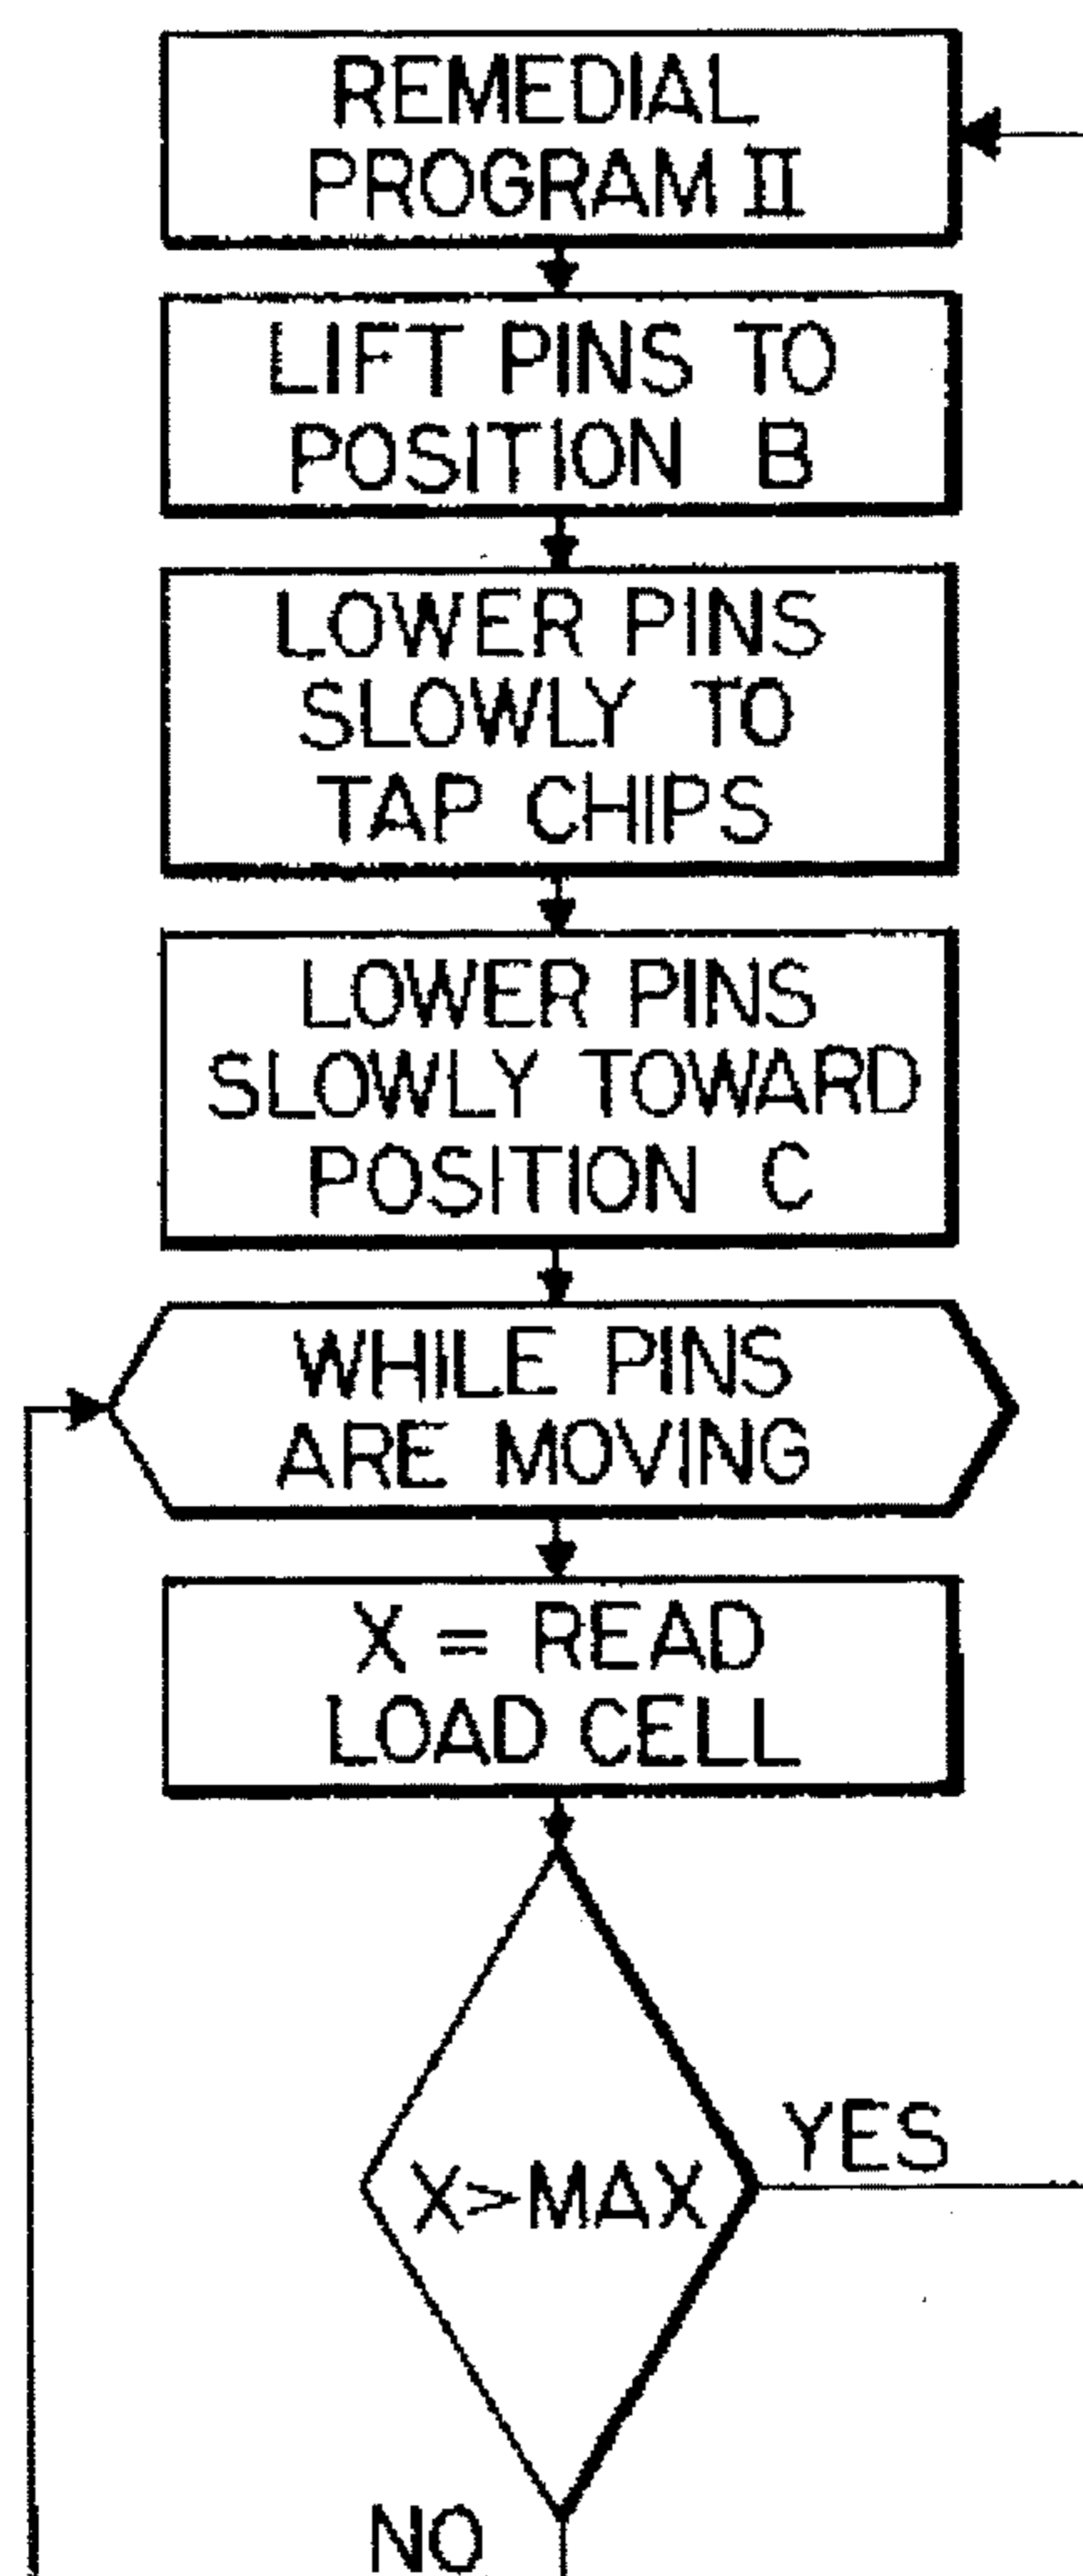 REMEDIAL
PROGRAM II
LIFT PINS TO
POSITION B
LOWER PINS
SLOWLY TO
TAP CHIPS
LOWER PINS
SLOWLY TOWARD
POSITION C
WHILE PINS
ARE MOVING
X = READ
LOAD CELL
X>MAX
YES
NO